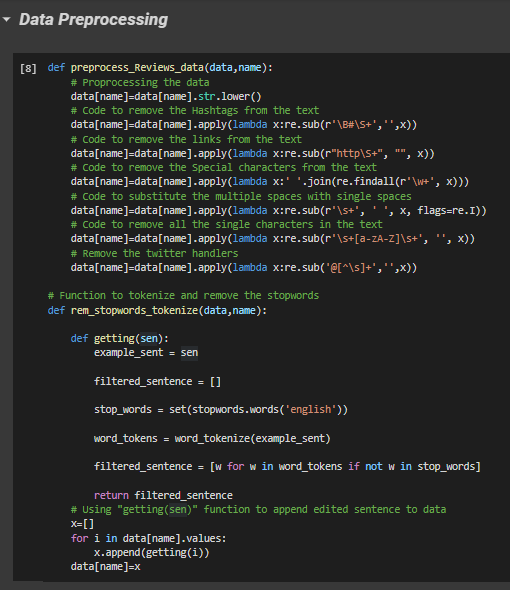 Data Preprocessing
[8] def preprocess_Reviews_data(data,name):
    # Proprocessing the data
    data[name]=data[name].str.lower()
    # Code to remove the Hashtags from the text
    data[name]=data[name].apply(lambda x:re.sub(r'\B#\S+','',x))
    # Code to remove the links from the text
    data[name]=data[name].apply(lambda x:re.sub(r"http\S+", "", x))
    # Code to remove the Special characters from the text
    data[name]=data[name].apply(lambda x:' '.join(re.findall(r'\w+', x)))
    # Code to substitute the multiple spaces with single spaces
    data[name]=data[name].apply(lambda x:re.sub(r'\s+', ' ', x, flags=re.I))
    # Code to remove all the single characters in the text
    data[name]=data[name].apply(lambda x:re.sub(r'\s+[a-zA-Z]\s+', '', x))
    # Remove the twitter handlers
    data[name]=data[name].apply(lambda x:re.sub('@[^\s]+','',x))
# Function to tokenize and remove the stopwords
def rem_stopwords_tokenize(data,name):
    def getting(sen):
        example_sent = sen
        filtered_sentence = []
        stop_words = set(stopwords.words('english'))
        word_tokens = word_tokenize(example_sent)
        filtered_sentence = [w for w in word_tokens if not w in stop_words]
        return filtered_sentence
    # Using "getting(sen)" function to append edited sentence to data
    x=[]
    for i in data[name].values:
        x.append(getting(i))
    data[name]=x